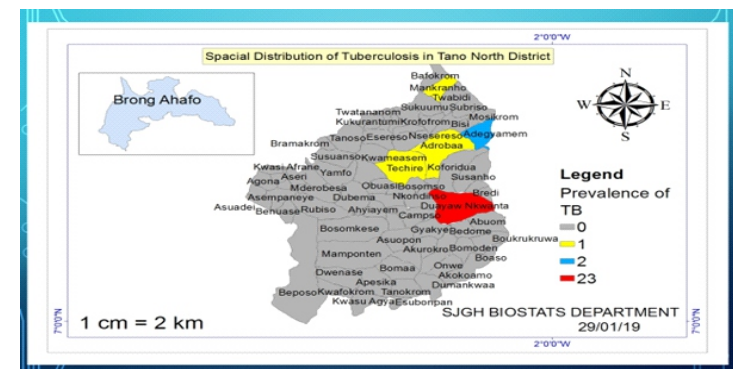 2°0'0"W
Spacial Distribution of Tuberculosis in Tano North District
Brong Ahafo
N
W E
S
Bafokrom
Mankranho
Twabidi
Sukuumu Subriso
Twatananom
Mosikrom
Kukurantumi Krofofrom Bisi
Tanoso Esereso Nsesereso Adegyamem
Adrobaa
Bramakrom
Susuanso Kwameasem
Kwasi Afrane
Techire Koforidua
Aseri Yamfo
Susanho
Agona
Mderobesa
Obuasi Bosomso
Bredi
Asempaneye Dubema
Nkondinso
Asuadei
Duayaw Nkwanta
Benuase Rubiso Ahyiayem
Campso
Abuom
Bosomkese
Gyakye Bedome
Asuopon
Boukrukruwa
Akurokro Bomoden
Mamponten
Boaso
Bomaa Onwe
Dwenase
Akokoamo
Apesika
Dumankwaa
Beposo Kwafokrom Tanokrom
Kwasu Agya Esubonpan
Legend
Prevalence of
TB
0
1
2
23
7°0'0"N
7°0'0"N
1 cm = 2 km
SJGH BIOSTATS DEPARTMENT
29/01/19
2°0'0"W